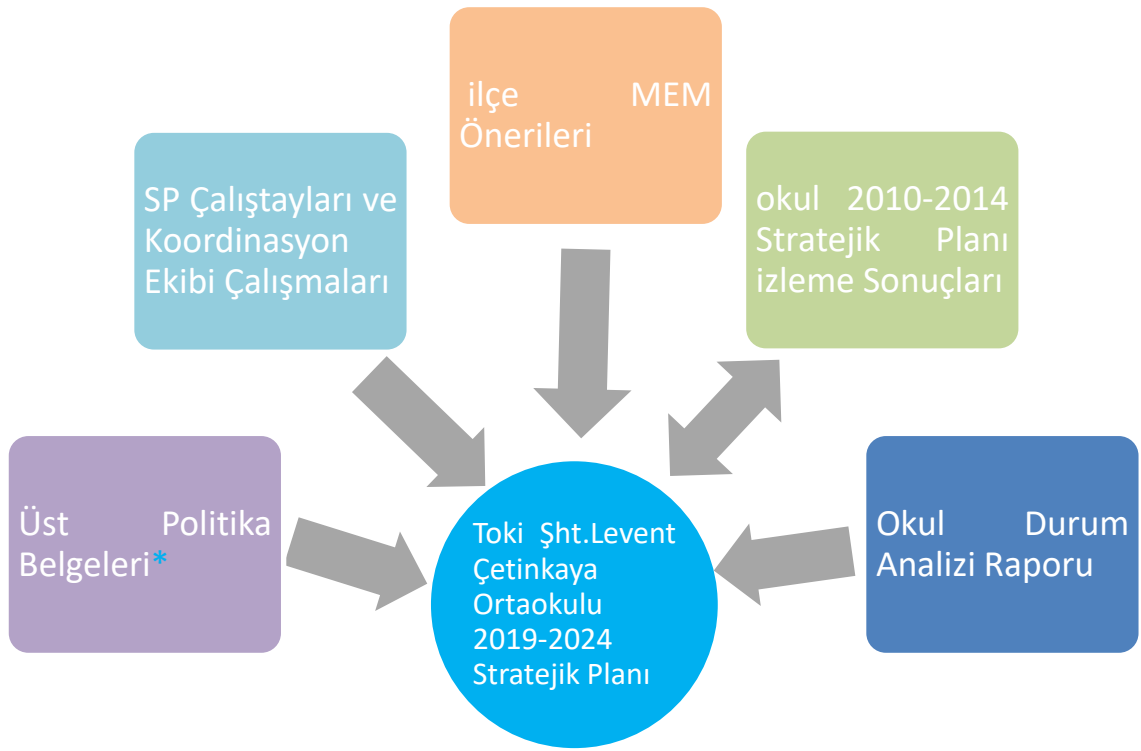 ilçe MEM
Önerileri
SP Çalıştayları ve
Koordinasyon
Ekibi Çalışmaları
okul 2010-2014
Stratejik Planı
izleme Sonuçları
Üst Politika
Belgeleri*
Toki Şht.Levent
Çetinkaya
Ortaokulu
2019-2024
Stratejik Planı
Okul Durum
Analizi Raporu